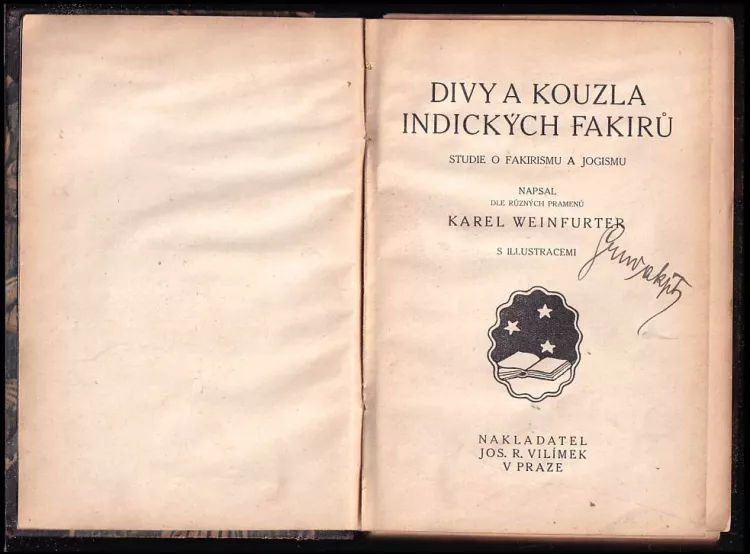 DIVY A KOUZLA
INDICKÝCH FAKIRŮ
STUDIE O FAKIRISMU A JOGISMU
NAPSAL
DLE RŮZNÝCH PRAMENŮ
KAREL WEINFURTER
S ILLUSTRACEMI
NAKLADATEL
JOS. R. VILÍMEK
V PRAZE